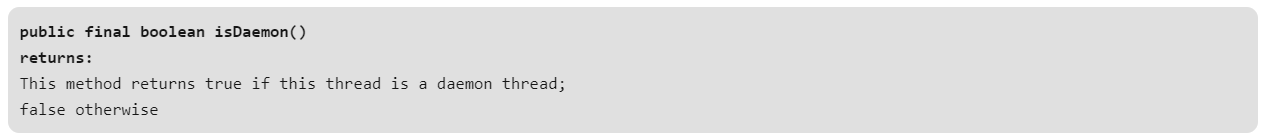 public final boolean isDaemon()
returns:
This method returns true if this thread is a daemon thread;
false otherwise